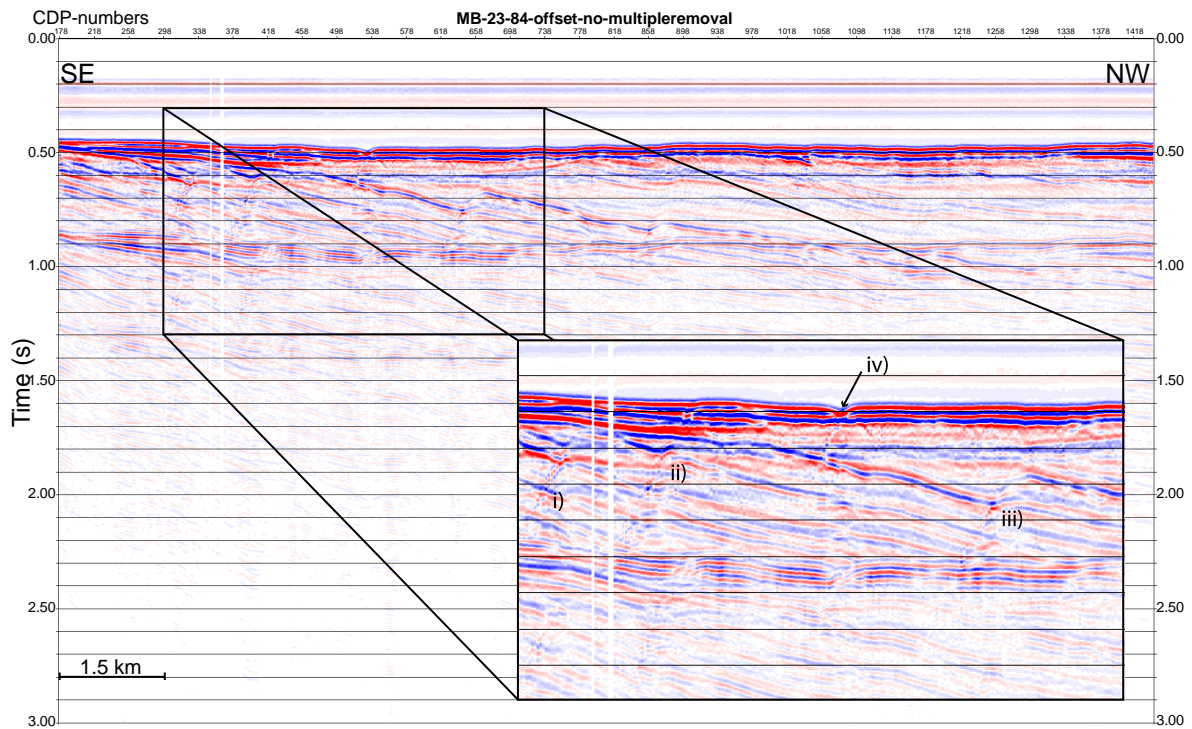 CDP-numbers
MB-23-84-offset-no-multipleremoval
178 218 258 298 338 378 418 458 498 538 578 618 658 698 738 778 818 858 898 938 978 1018 1058 1098 1138 1178 1218 1258 1298 1338 1378 1418
0.00 0.00
SE NW
0.50 0.50
1.00 1.00
Time (s)
iv)
1.50 1.50
ii)
i)
2.00 2.00
iii)
2.50 2.50
1.5 km
3.00 3.00